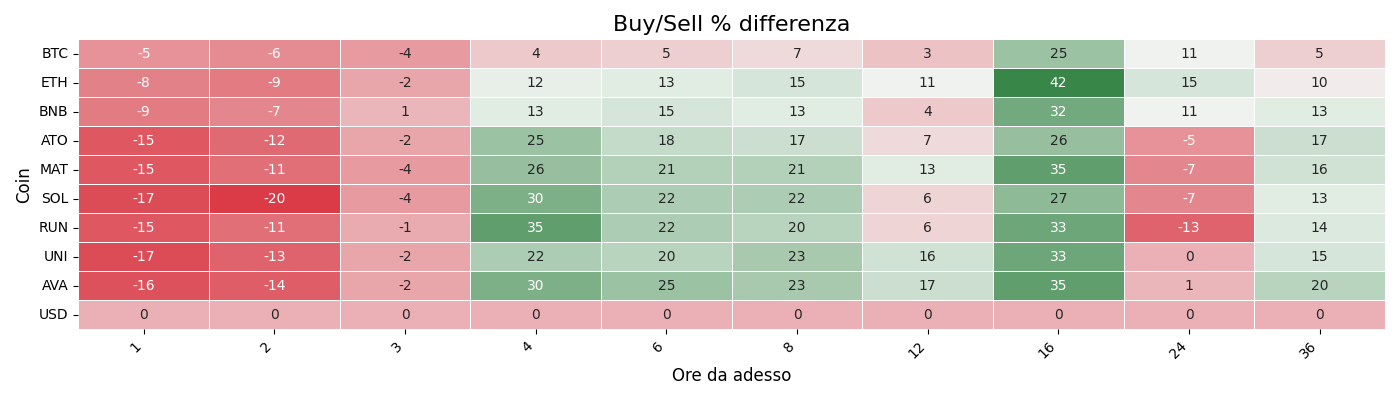 Buy/Sell % differenza
Coin
BTC -5 -6 -4 4 5 7 3 25 11 5
ETH -8 -9 -2 12 13 15 11 42 15 10
BNB -9 -7 1 13 15 13 4 32 11 13
ATO -15 -12 -2 25 18 17 7 26 -5 17
MAT -15 -11 -4 26 21 21 13 35 -7 16
SOL -17 -20 -4 30 22 22 6 27 -7 13
RUN -15 -11 -1 35 22 20 6 33 -13 14
UNI -17 -13 -2 22 20 23 16 33 0 15
AVA -16 -14 -2 30 25 23 17 35 1 20
USD 0 0 0 0 0 0 0 0 0 0
1 2 3 4 6 8 12 16 24 36
Ore da adesso